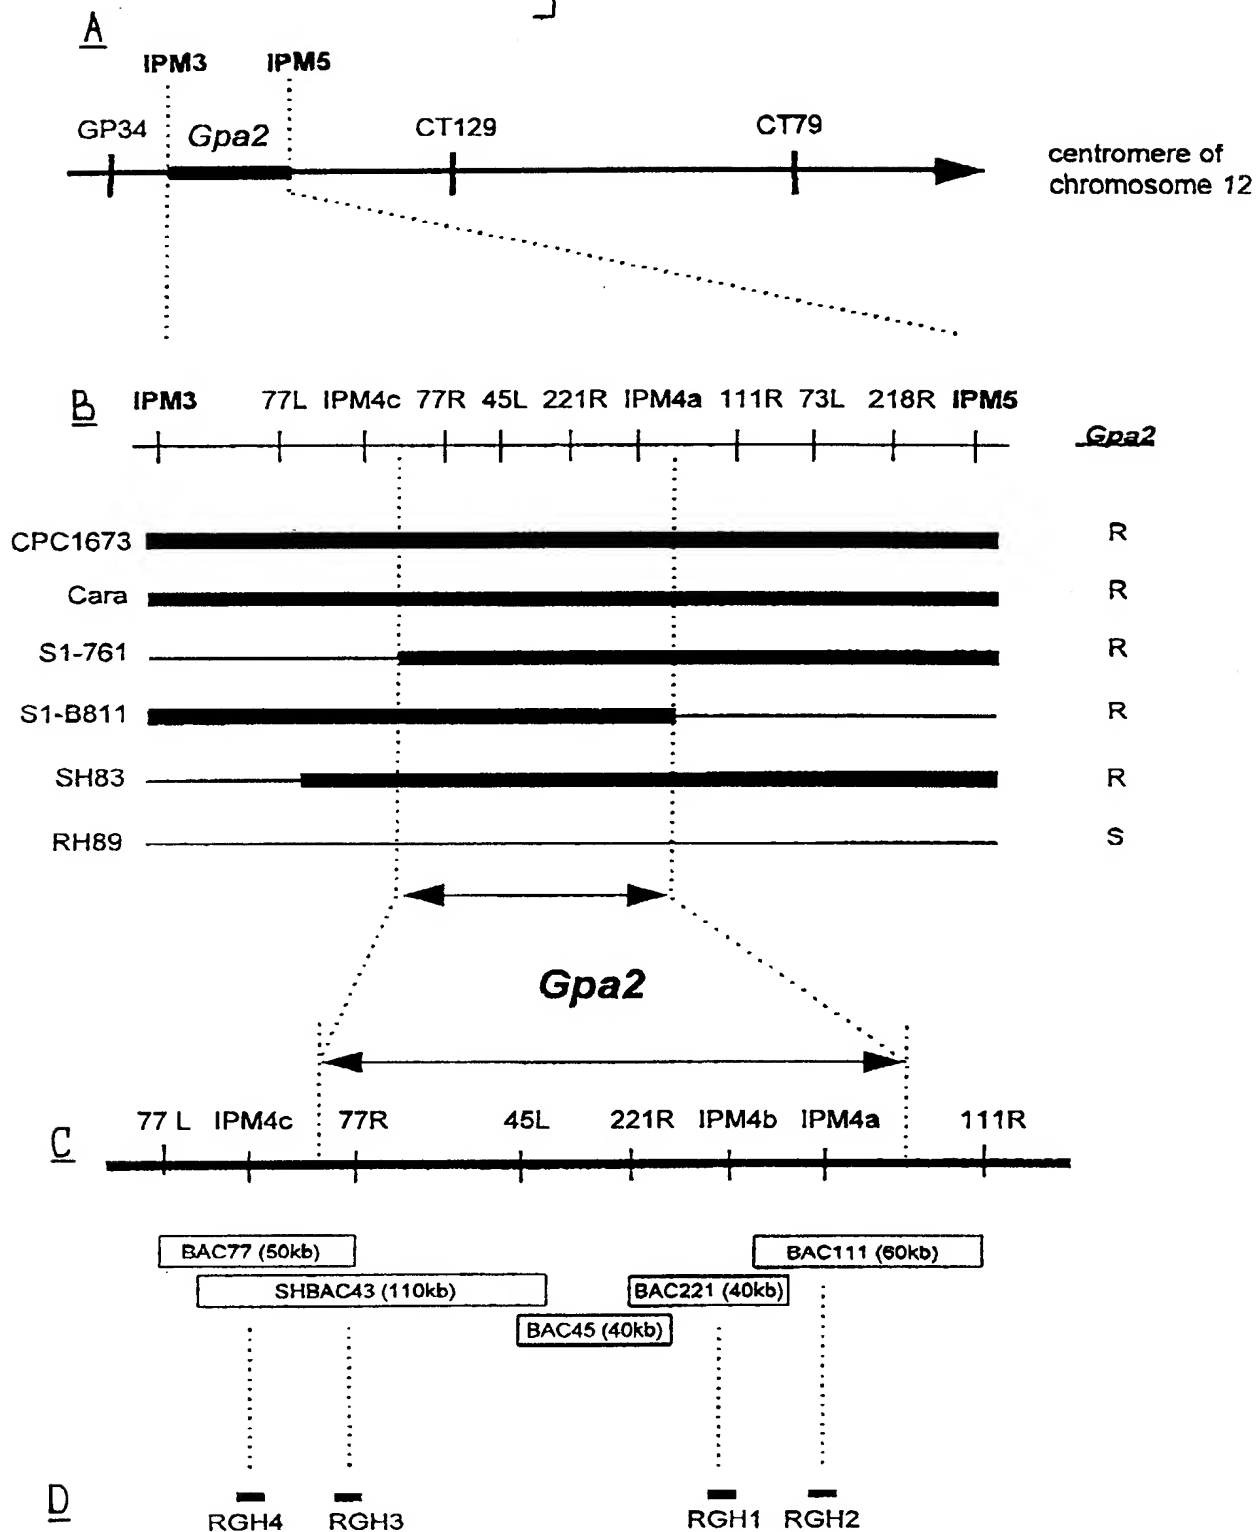 A
IPM3 IPM5
GP34 Gpa2 CT129 CT79
centromere of
chromosome 12
B IPM3 77L IPM4c 77R 45L 221R IPM4a 111R 73L 218R IPM5
Gpa2
CPC1673 R
Cara R
S1-761 R
S1-B811 R
SH83 R
RH89 S
Gpa2
C 77 L IPM4c 77R 45L 221R IPM4b IPM4a 111R
BAC77 (50kb) BAC111 (60kb)
SHBAC43 (110kb) BAC221 (40kb)
BAC45 (40kb)
D
RGH4 RGH3 RGH1 RGH2